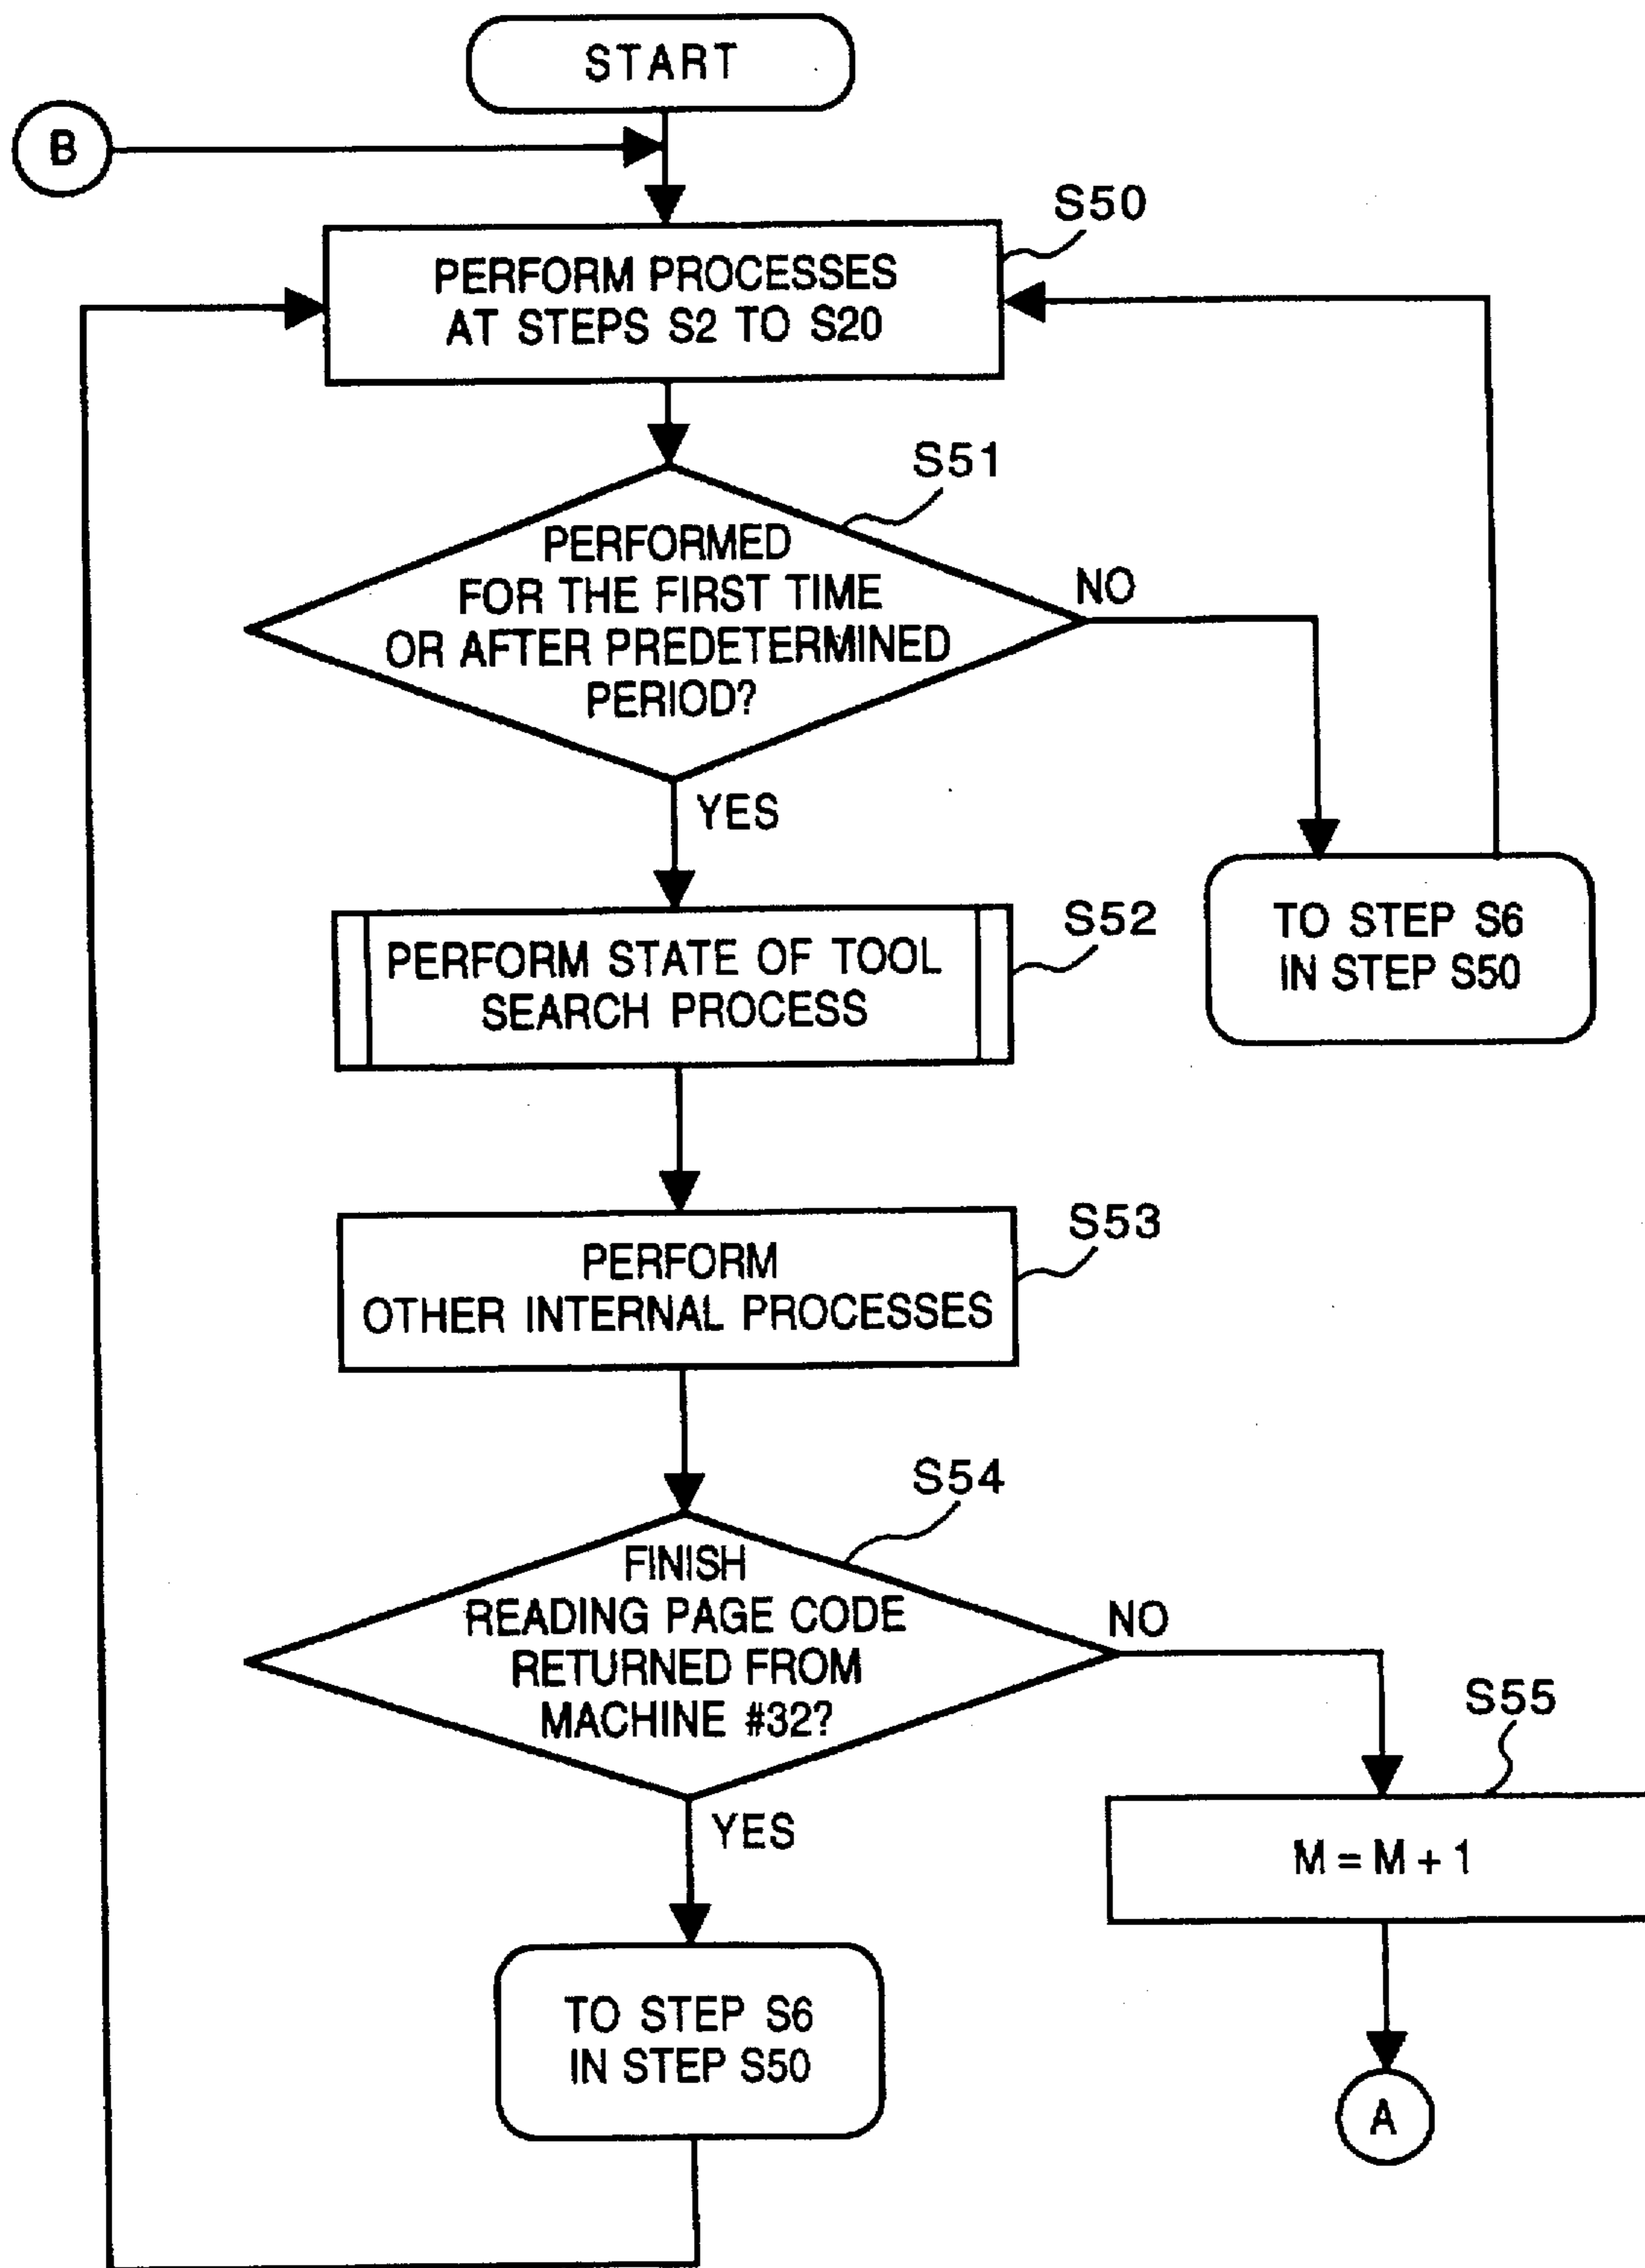 START
B
S50
PERFORM PROCESSES
AT STEPS S2 TO S20
S51
PERFORMED
FOR THE FIRST TIME
OR AFTER PREDETERMINED
PERIOD?
NO
YES
TO STEP S6
IN STEP S50
S52
PERFORM STATE OF TOOL
SEARCH PROCESS
S53
PERFORM
OTHER INTERNAL PROCESSES
S54
FINISH
READING PAGE CODE
RETURNED FROM
MACHINE #32?
NO
YES
S55
M = M + 1
TO STEP S6
IN STEP S50
A